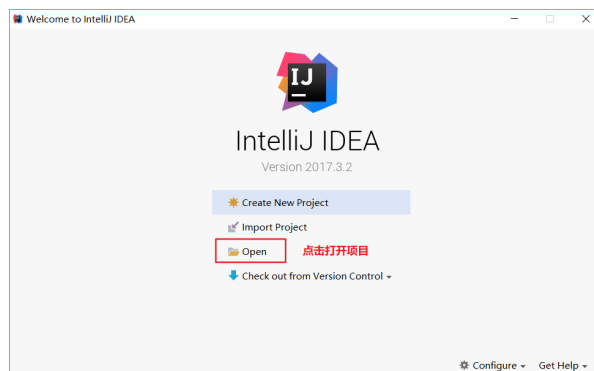 Welcome to IntelliJ IDEA
IJ
IntelliJ IDEA
Version 2017.3.2
Create New Project
Import Project
Open 点击打开项目
Check out from Version Control
Configure Get Help